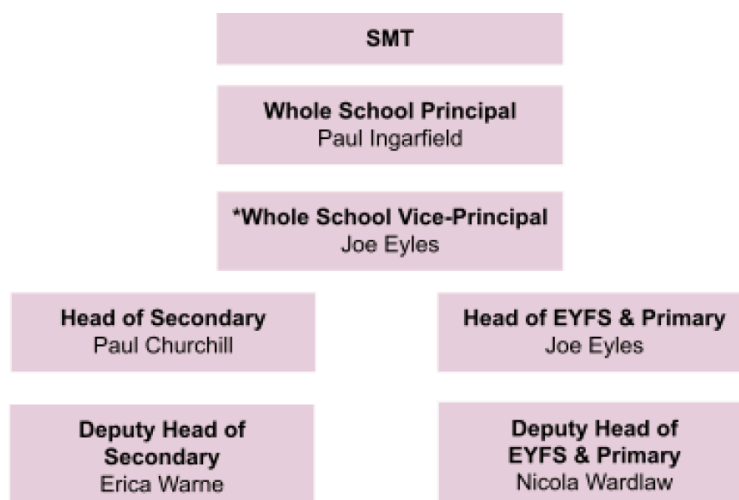 SMT
Whole School Principal
Paul Ingarfield
*Whole School Vice-Principal
Joe Eyles
Head of Secondary
Paul Churchill
Head of EYFS & Primary
Joe Eyles
Deputy Head of
Secondary
Erica Warne
Deputy Head of
EYFS & Primary
Nicola Wardlaw